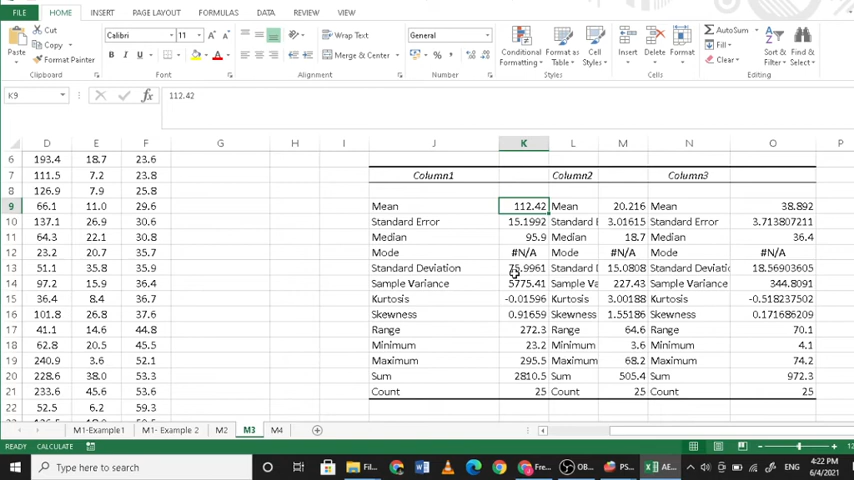 FILE HOME INSERT PAGE LAYOUT FORMULAS DATA REVIEW VIEW
Cut Calibri 11 A A Wrap Text General AutoSum
Paste Copy Fill
Format Painter B I U Merge & Center % Conditional Formatting Format as Table Cell Styles Insert Delete Format Clear Sort & Filter Find & Select
Clipboard Font Alignment Number Styles Cells Editing
K9 fx 112.42
D E F G H I J K L M N O P
6 193.4 18.7 23.6
7 111.5 7.2 23.8 Column1 Column2 Column3
8 126.9 7.9 25.8
9 66.1 11.0 29.6 Mean 112.42 Mean 20.216 Mean 38.892
10 137.1 26.9 30.6 Standard Error 15.1992 Standard E 3.01615 Standard Error 3.713807211
11 64.3 22.1 30.8 Median 95.9 Median 18.7 Median 36.4
12 23.2 20.7 35.7 Mode #N/A Mode #N/A Mode #N/A
13 51.1 35.8 35.9 Standard Deviation 75.9961 Standard D 15.0808 Standard Deviatio 18.56903605
14 97.2 15.9 36.4 Sample Variance 5775.41 Sample Va 227.43 Sample Variance 344.8091
15 36.4 8.4 36.7 Kurtosis -0.01596 Kurtosis 3.00188 Kurtosis -0.518237502
16 101.8 26.8 37.6 Skewness 0.91659 Skewness 1.55186 Skewness 0.171686209
17 41.1 14.6 44.8 Range 272.3 Range 64.6 Range 70.1
18 62.8 20.5 45.5 Minimum 23.2 Minimum 3.6 Minimum 4.1
19 240.9 3.6 52.1 Maximum 295.5 Maximum 68.2 Maximum 74.2
20 228.6 38.0 53.3 Sum 2810.5 Sum 505.4 Sum 972.3
21 233.6 45.6 53.6 Count 25 Count 25 Count 25
22 52.5 6.2 59.3
M1-Example1 M1- Example 2 M2 M3 M4
READY CALCULATE
Type here to search Fil... Fre... OB... PS... AE... ENG 4:22 PM
6/4/2021